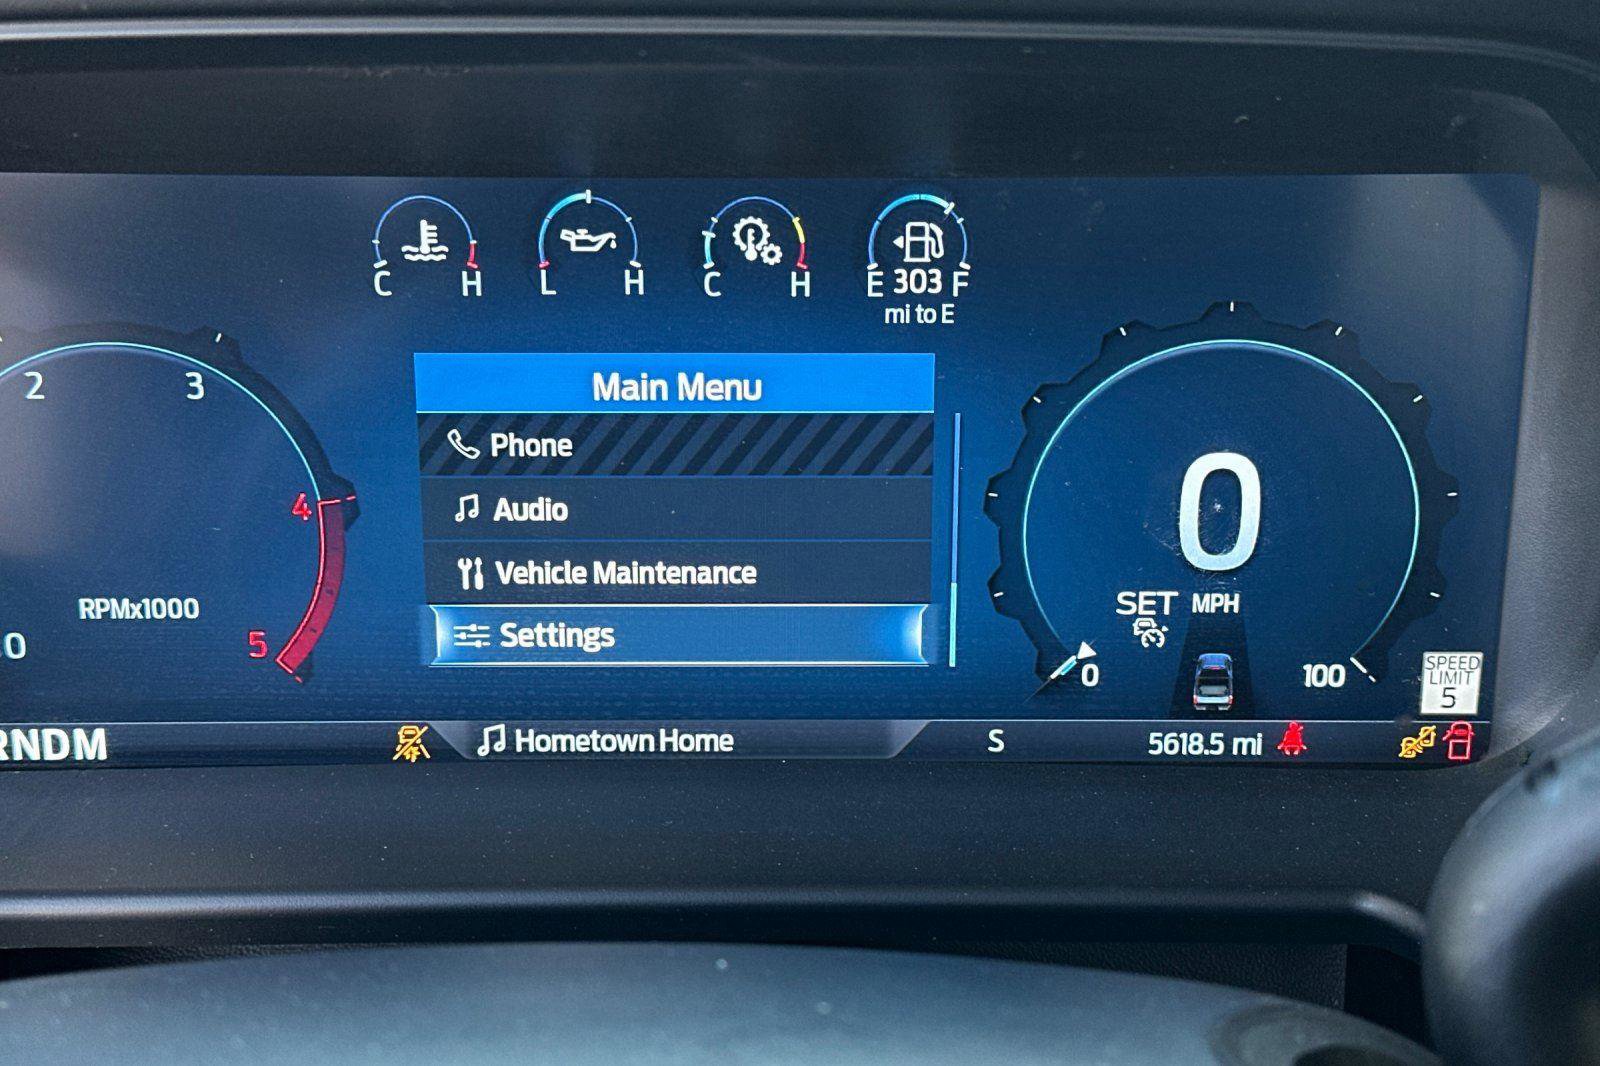 C H
L H
C H
E 303 F
mi to E
Main Menu
Phone
Audio
Vehicle Maintenance
Settings
2
3
4
5
RPMx1000
0
0
SET MPH
0
100
SPEED
LIMIT
5
RNDM
Hometown Home
S
5618.5 mi